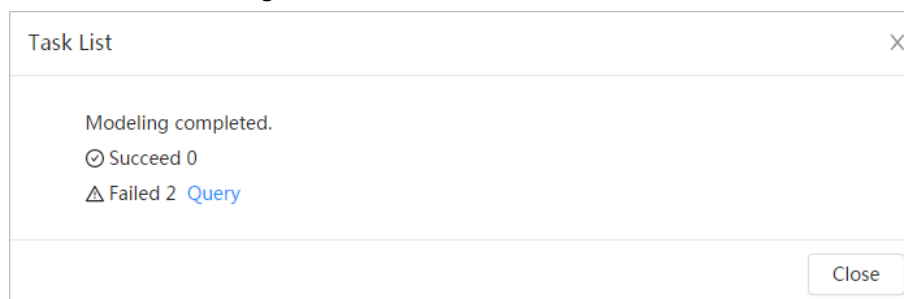 Task List
Modeling completed.
Succeed 0
Failed 2 Query
Close